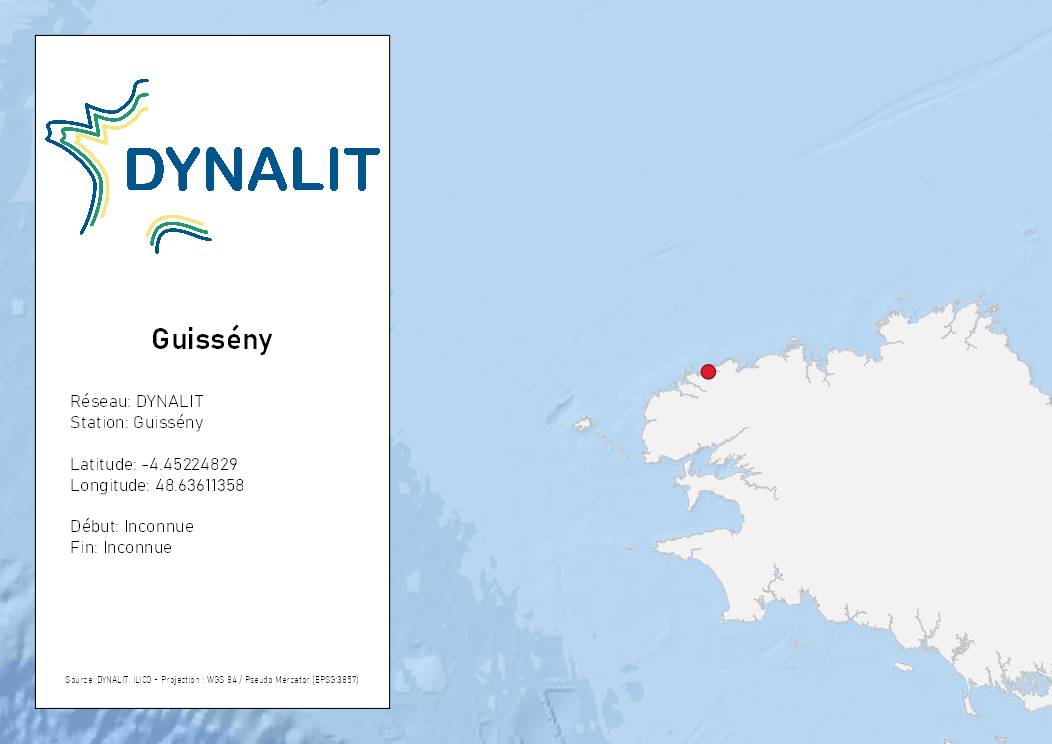 DYNALIT
Guissény
Réseau: DYNALIT
Station: Guissény
Latitude: -4.45224829
Longitude: 48.63611358
Début: Inconnue
Fin: Inconnue
Source: DYNALIT, ILICO - Projection : WGS 84 / Pseudo Mercator (EPSG:3857)